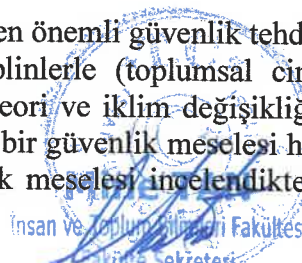 en önemli güvenlik tehd
plinlerle (toplumsal cin
eori ve iklim değişikliğ
bir güvenlik meselesi h
k meselesi incelendikte
İnsan ve Toplum Bilimleri Fakültes
Sekreteri